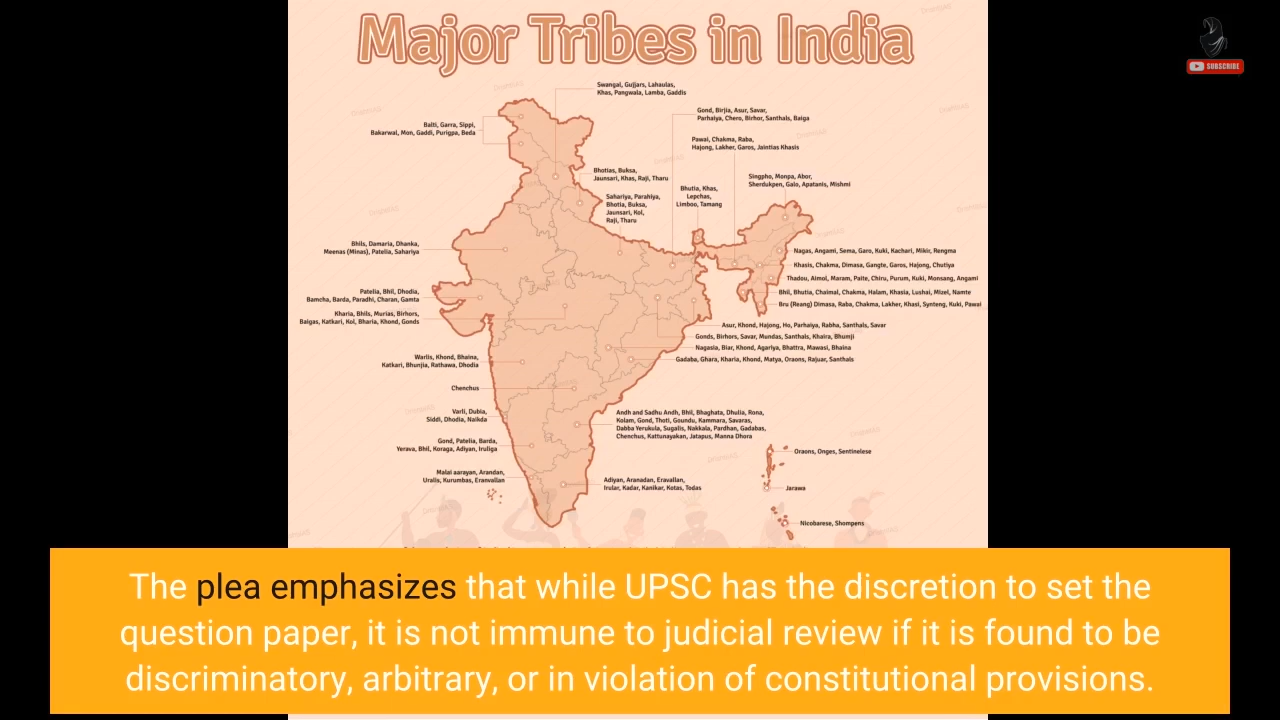 Major Tribes in India
SUBSCRIBE
Swangal, Gujjars, Lahaulas,
Khas, Pangwala, Lamba, Gaddis
Gond, Birjia, Asur, Savar,
Parhaiya, Chero, Birhor, Santhals, Baiga
Balti, Garra, Sippi,
Bakarwal, Mon, Gaddi, Purigpa, Beda
Pawai, Chakma, Raba,
Hajong, Lakher, Garos, Jaintias Khasis
Bhotias, Buksa,
Jaunsari, Khas, Raji, Tharu
Singpho, Monpa, Abor,
Sherdukpen, Galo, Apatanis, Mishmi
Bhutia, Khas,
Lepchas,
Limboo, Tamang
Sahariya, Parahiya,
Bhotia, Buksa,
Jaunsari, Kol,
Raji, Tharu
Bhils, Damaria, Dhanka,
Meenas (Minas), Patelia, Sahariya
Nagas, Angami, Sema, Garo, Kuki, Kachari, Mikir, Rengma
Khasis, Chakma, Dimasa, Gangte, Garos, Hajong, Chutiya
Thadou, Aimol, Maram, Paite, Chiru, Purum, Kuki, Monsang, Angami
Patelia, Bhil, Dhodia,
Bamcha, Barda, Paradhi, Charan, Gamta
Bhil, Bhutia, Chaimal, Chakma, Halam, Khasia, Lushai, Mizel, Namte
Bru (Reang) Dimasa, Raba, Chakma, Lakher, Khasi, Synteng, Kuki, Pawai
Kharia, Bhils, Murias, Birhors,
Baigas, Katkari, Kol, Bharia, Khond, Gonds
Asur, Khond, Hajong, Ho, Parhaiya, Rabha, Santhals, Savar
Gonds, Birhors, Savar, Mundas, Santhals, Khaira, Bhumji
Nagasia, Biar, Khond, Agariya, Bhattra, Mawasi, Bhaina
Gadaba, Ghara, Kharia, Khond, Matya, Oraons, Rajuar, Santhals
Warlis, Khond, Bhaina,
Katkari, Bhunjia, Rathawa, Dhodia
Chenchus
Varli, Dubia,
Siddi, Dhodia, Naikda
Andh and Sadhu Andh, Bhil, Bhaghata, Dhulia, Rona,
Kolam, Gond, Thoti, Goundu, Kammara, Savaras,
Dabba Yerukula, Sugalis, Nakkala, Pardhan, Gadabas,
Chenchus, Kattunayakan, Jatapus, Manna Dhora
Gond, Patelia, Barda,
Yerava, Bhil, Koraga, Adiyan, Iruliga
Oraons, Onges, Sentinelese
Malai aarayan, Arandan,
Uralis, Kurumbas, Eranvallan
Adiyan, Aranadan, Eravallan,
Irular, Kadar, Kanikar, Kotas, Todas
Jarawa
Nicobarese, Shompens
The plea emphasizes that while UPSC has the discretion to set the
question paper, it is not immune to judicial review if it is found to be
discriminatory, arbitrary, or in violation of constitutional provisions.